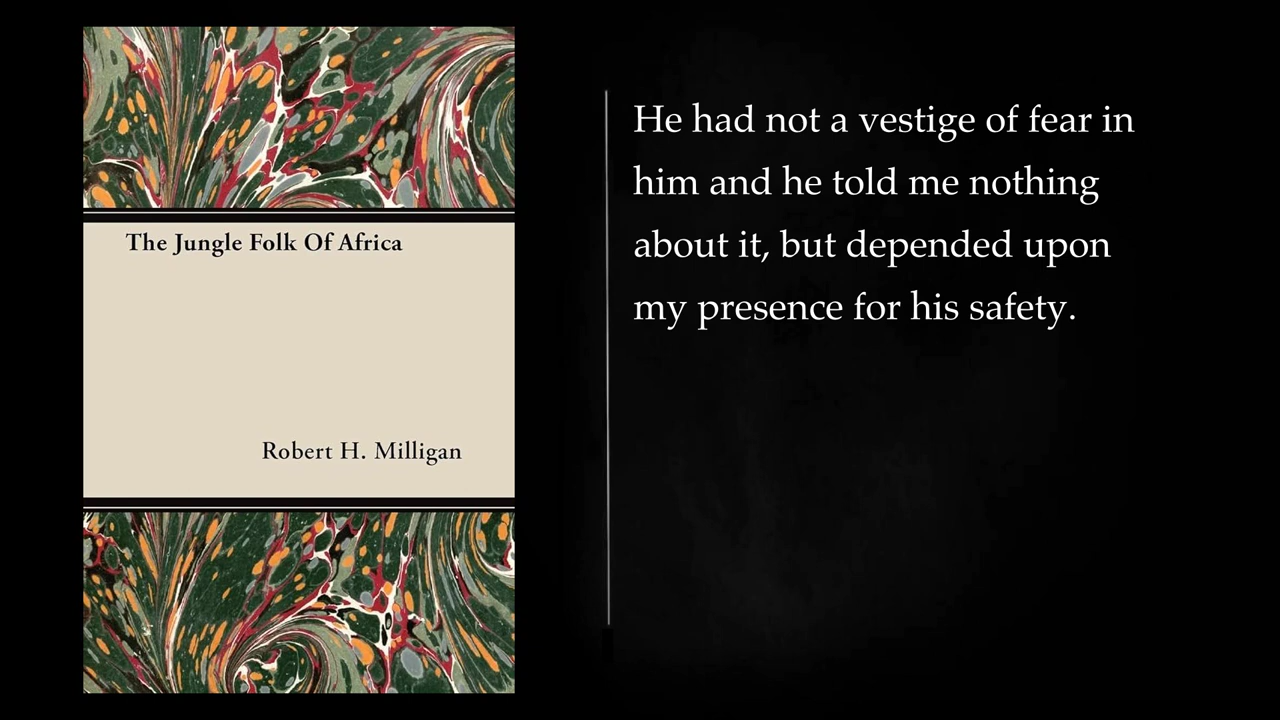 The Jungle Folk Of Africa
Robert H. Milligan
He had not a vestige of fear in
him and he told me nothing
about it, but depended upon
my presence for his safety.